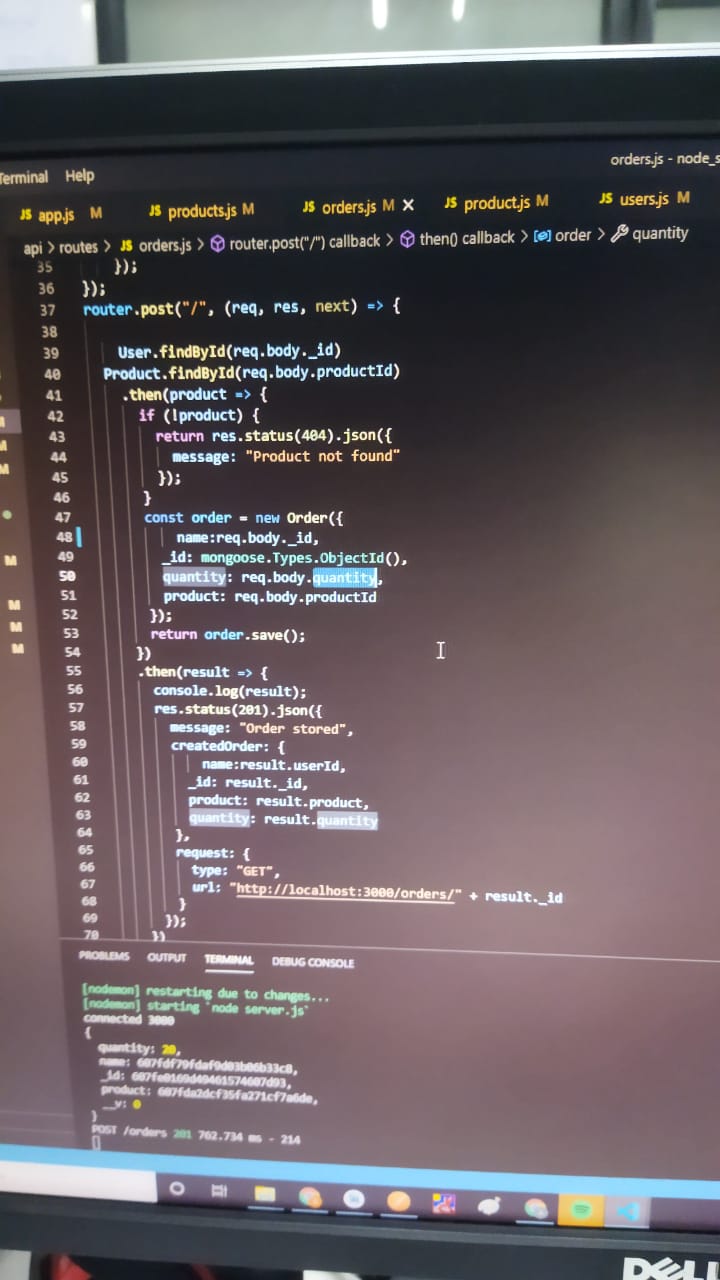 orders.js - node_s
Terminal Help
JS app.js M JS products.js M JS orders.js M × JS product.js M JS users.js M
api > routes > JS orders.js > router.post("/") callback > then() callback > order > quantity
35 });
36 });
37 router.post("/", (req, res, next) => {
38
39 User.findById(req.body._id)
40 Product.findById(req.body.productId)
41 .then(product => {
42 if (!product) {
43 return res.status(404).json({
44 message: "Product not found"
45 });
46 }
47 const order = new Order({
48 name:req.body._id,
49 _id: mongoose.Types.ObjectId(),
50 quantity: req.body.quantity,
51 product: req.body.productId
52 });
53 return order.save();
54 })
55 .then(result => {
56 console.log(result);
57 res.status(201).json({
58 message: "Order stored",
59 createdOrder: {
60 name:result.userId,
61 _id: result._id,
62 product: result.product,
63 quantity: result.quantity
64 },
65 request: {
66 type: "GET",
67 url: "http://localhost:3000/orders/" + result._id
68 }
69 });
70 })
PROBLEMS OUTPUT TERMINAL DEBUG CONSOLE
[nodemon] restarting due to changes...
[nodemon] starting `node server.js`
connected 3000
{
quantity: 20,
name: 607fdf79fdaf9d03b06b33c8,
_id: 607fe0169d49461574607d93,
product: 607fda2dcf35fa271cf7a6de,
__v: 0
}
POST /orders 201 762.734 ms - 214
DELL